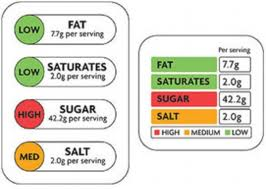 LOW
FAT
7.7g per serving
LOW
SATURATES
2.0g per serving
HIGH
SUGAR
42.2g per serving
MED
SALT
2.0g per serving
Per serving
FAT 7.7g
SATURATES 2.0g
SUGAR 42.2g
SALT 2.0g
HIGH MEDIUM LOW